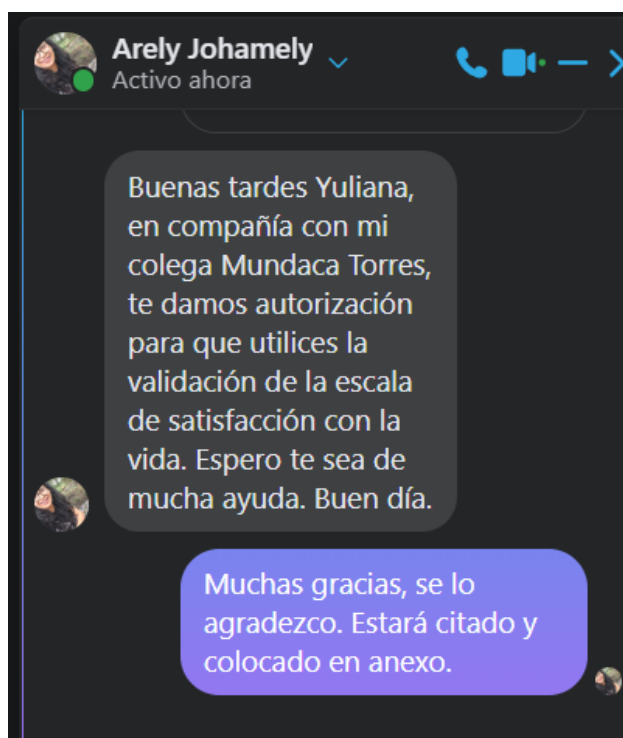 Arely Johamely
Activo ahora
Buenas tardes Yuliana,
en compañía con mi
colega Mundaca Torres,
te damos autorización
para que utilices la
validación de la escala
de satisfacción con la
vida. Espero te sea de
mucha ayuda. Buen día.
Muchas gracias, se lo
agradezco. Estará citado y
colocado en anexo.